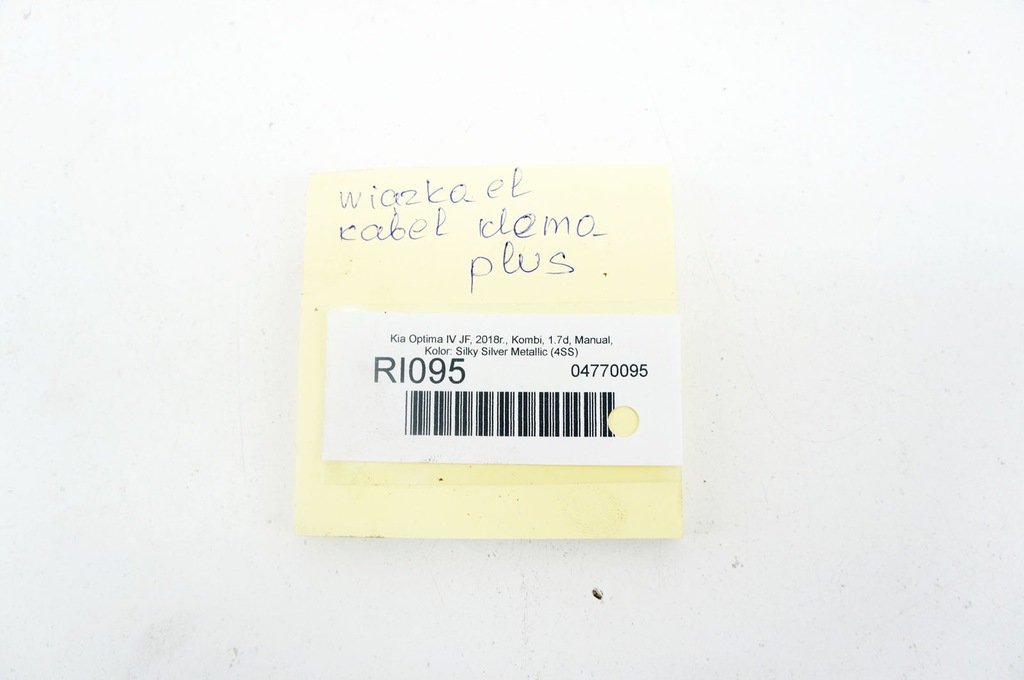 wiązka el
kabel klema
plus
Kia Optima IV JF, 2018r., Kombi, 1.7d, Manual,
Kolor: Silky Silver Metallic (4SS)
RI095 04770095